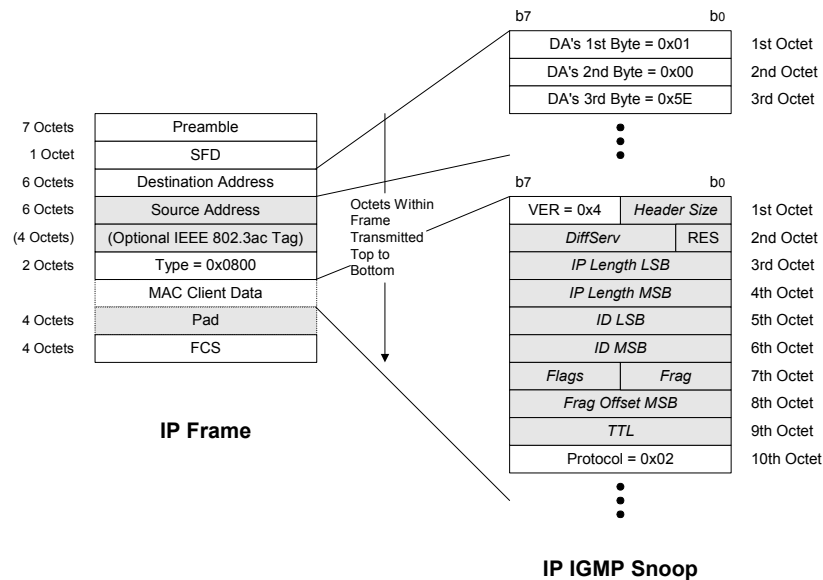 b7 b0
DA's 1st Byte = 0x01 1st Octet
DA's 2nd Byte = 0x00 2nd Octet
DA's 3rd Byte = 0x5E 3rd Octet
7 Octets Preamble
1 Octet SFD
6 Octets Destination Address
6 Octets Source Address
(4 Octets) (Optional IEEE 802.3ac Tag)
2 Octets Type = 0x0800
MAC Client Data
4 Octets Pad
4 Octets FCS
IP Frame
Octets Within
Frame
Transmitted
Top to
Bottom
b7 b0
VER = 0x4 Header Size 1st Octet
DiffServ RES 2nd Octet
IP Length LSB 3rd Octet
IP Length MSB 4th Octet
ID LSB 5th Octet
ID MSB 6th Octet
Flags Frag 7th Octet
Frag Offset MSB 8th Octet
TTL 9th Octet
Protocol = 0x02 10th Octet
IP IGMP Snoop